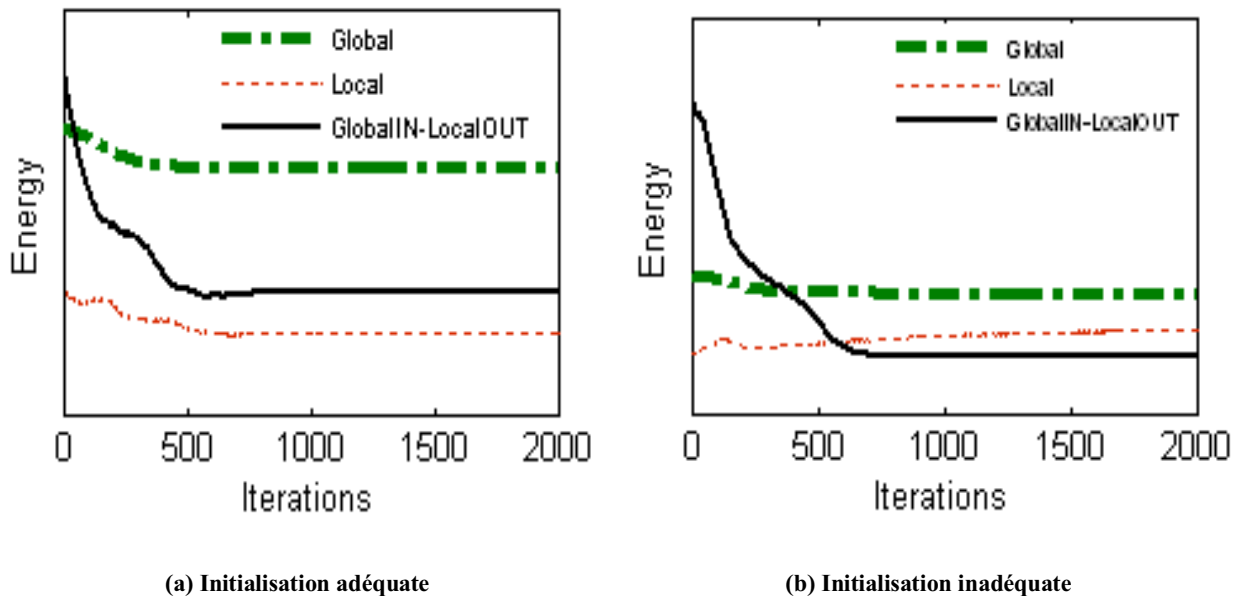 Global
Local
GlobalIN-LocalOUT
Energy
0 500 1000 1500 2000
Iterations
(a) Initialisation adéquate
Global
Local
GlobalIN-LocalOUT
Energy
0 500 1000 1500 2000
Iterations
(b) Initialisation inadéquate